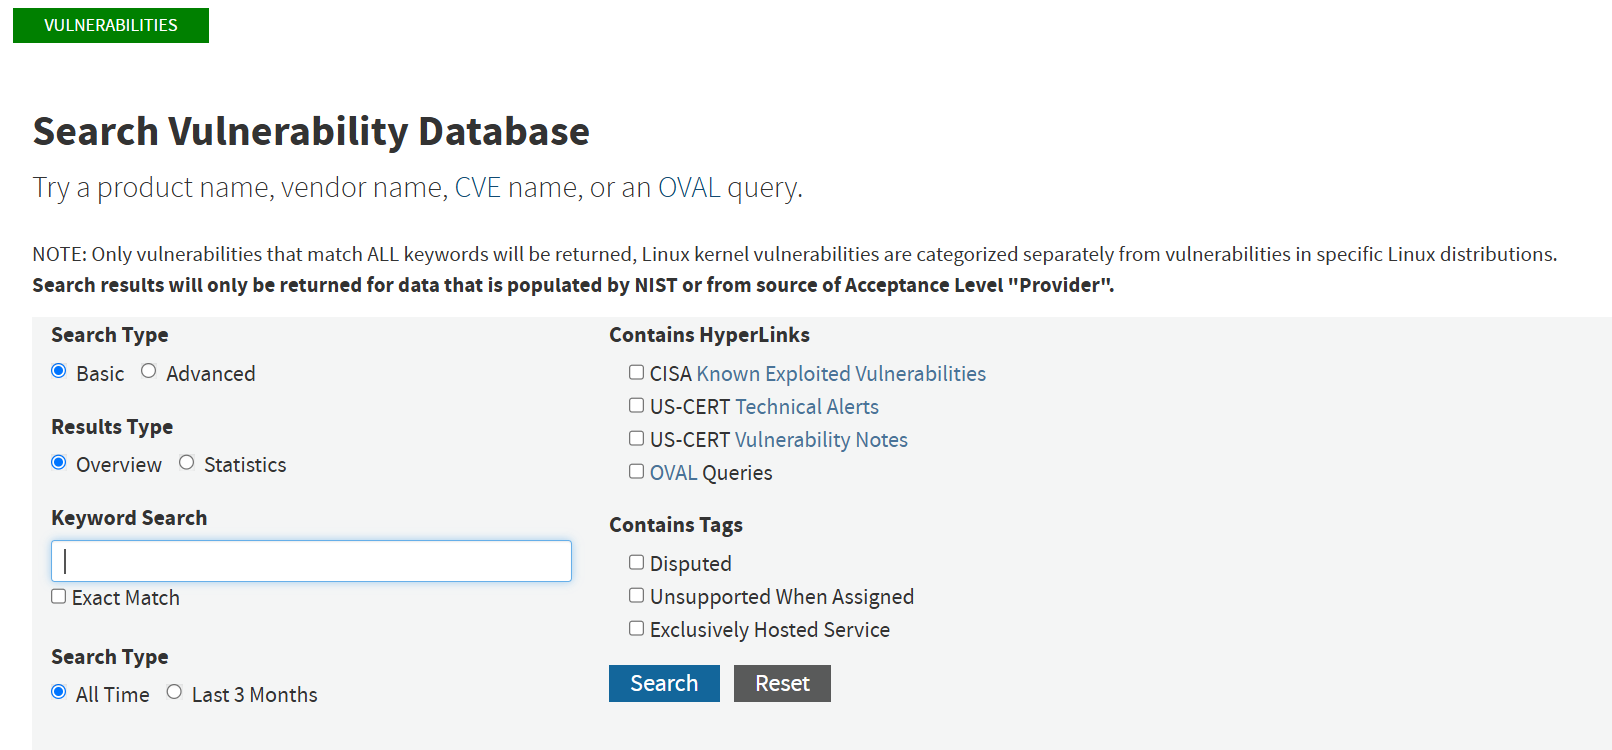 VULNERABILITIES
Search Vulnerability Database
Try a product name, vendor name, CVE name, or an OVAL query.
NOTE: Only vulnerabilities that match ALL keywords will be returned, Linux kernel vulnerabilities are categorized separately from vulnerabilities in specific Linux distributions.
Search results will only be returned for data that is populated by NIST or from source of Acceptance Level "Provider".
Search Type
Basic Advanced
Results Type
Overview Statistics
Keyword Search
Exact Match
Search Type
All Time Last 3 Months
Contains HyperLinks
CISA Known Exploited Vulnerabilities
US-CERT Technical Alerts
US-CERT Vulnerability Notes
OVAL Queries
Contains Tags
Disputed
Unsupported When Assigned
Exclusively Hosted Service
Search Reset